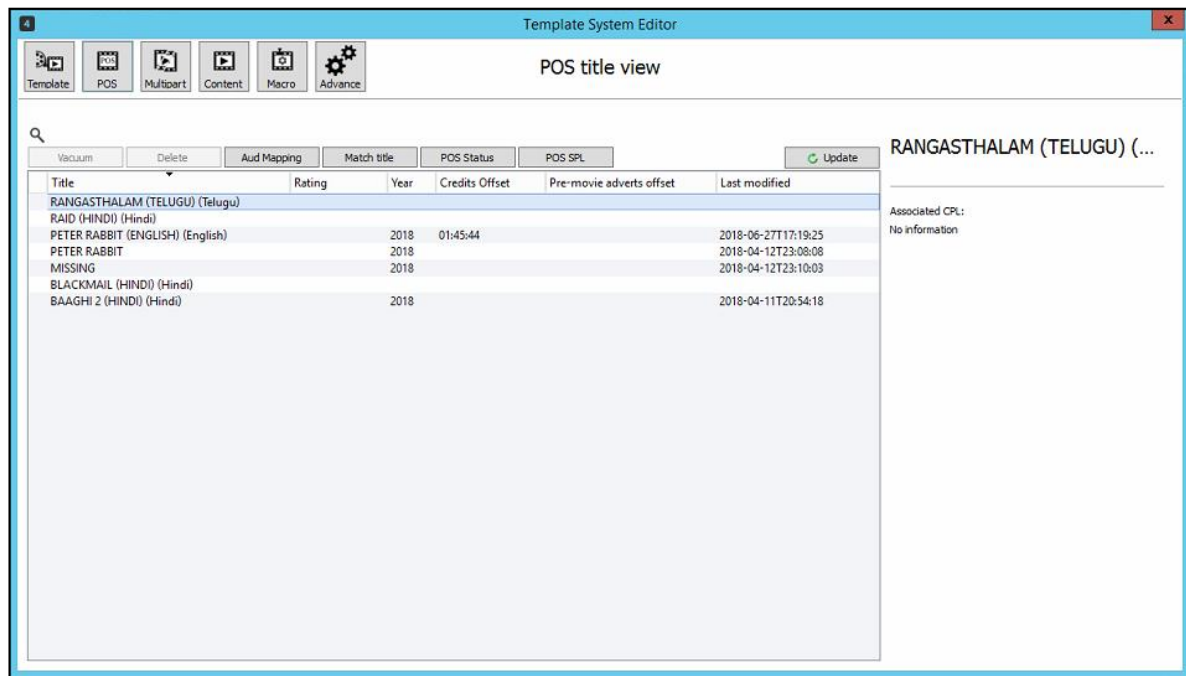 4 Template System Editor x
Template POS Multipart Content Macro Advance
POS title view
Vacuum Delete Aud Mapping Match title POS Status POS SPL Update
Title Rating Year Credits Offset Pre-movie adverts offset Last modified
RANGASTHALAM (TELUGU) (Telugu)
RAID (HINDI) (Hindi)
PETER RABBIT (ENGLISH) (English) 2018 01:45:44 2018-06-27T17:19:25
PETER RABBIT 2018 2018-04-12T23:08:08
MISSING 2018 2018-04-12T23:10:03
BLACKMAIL (HINDI) (Hindi)
BAAGHI 2 (HINDI) (Hindi) 2018 2018-04-11T20:54:18
RANGASTHALAM (TELUGU) (...
Associated CPL:
No information